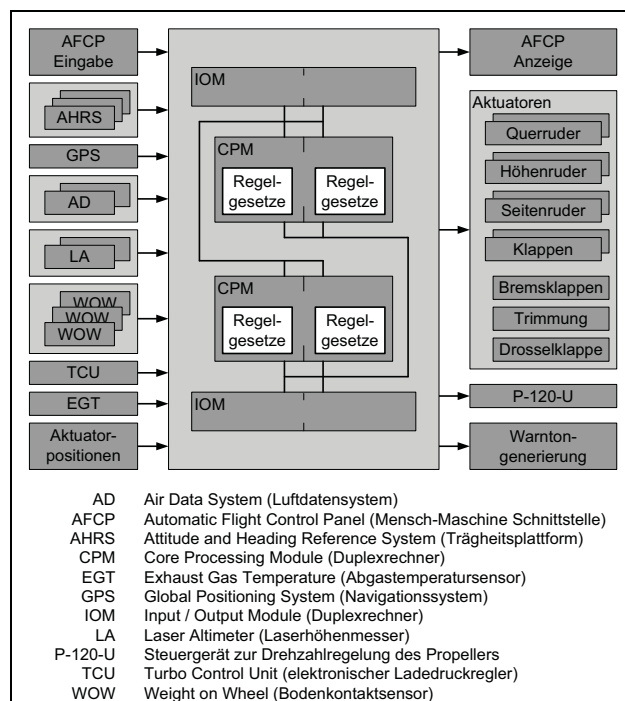 AFCP
Eingabe
AHRS
GPS
AD
LA
WOW
WOW
WOW
TCU
EGT
Aktuator-
positionen
IOM
CPM
Regel-
gesetze
Regel-
gesetze
CPM
Regel-
gesetze
Regel-
gesetze
IOM
AFCP
Anzeige
Aktuatoren
Querruder
Höhenruder
Seitenruder
Klappen
Bremsklappen
Trimmung
Drosselklappe
P-120-U
Warnton-
generierung
AD Air Data System (Luftdatensystem)
AFCP Automatic Flight Control Panel (Mensch-Maschine Schnittstelle)
AHRS Attitude and Heading Reference System (Trägheitsplattform)
CPM Core Processing Module (Duplexrechner)
EGT Exhaust Gas Temperature (Abgastemperatursensor)
GPS Global Positioning System (Navigationssystem)
IOM Input / Output Module (Duplexrechner)
LA Laser Altimeter (Laserhöhenmesser)
P-120-U Steuergerät zur Drehzahlregelung des Propellers
TCU Turbo Control Unit (elektronischer Ladedruckregler)
WOW Weight on Wheel (Bodenkontaktsensor)